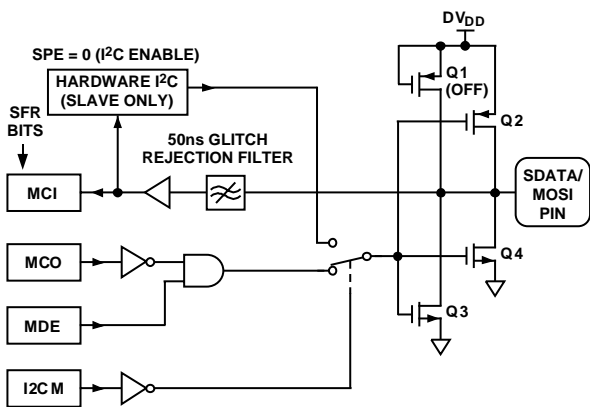 DVDD
SPE = 0 (I2C ENABLE)
HARDWARE I2C
(SLAVE ONLY)
Q1
(OFF)
Q2
SFR
BITS
50ns GLITCH
REJECTION FILTER
MCI
SDATA/
MOSI
PIN
MCO
Q4
MDE
Q3
I2CM